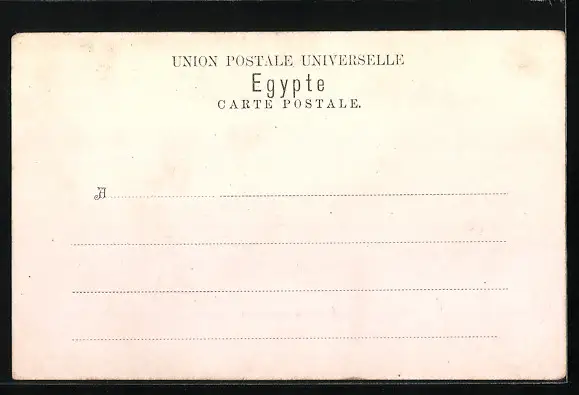 UNION POSTALE UNIVERSELLE
Egypte
CARTE POSTALE.
A